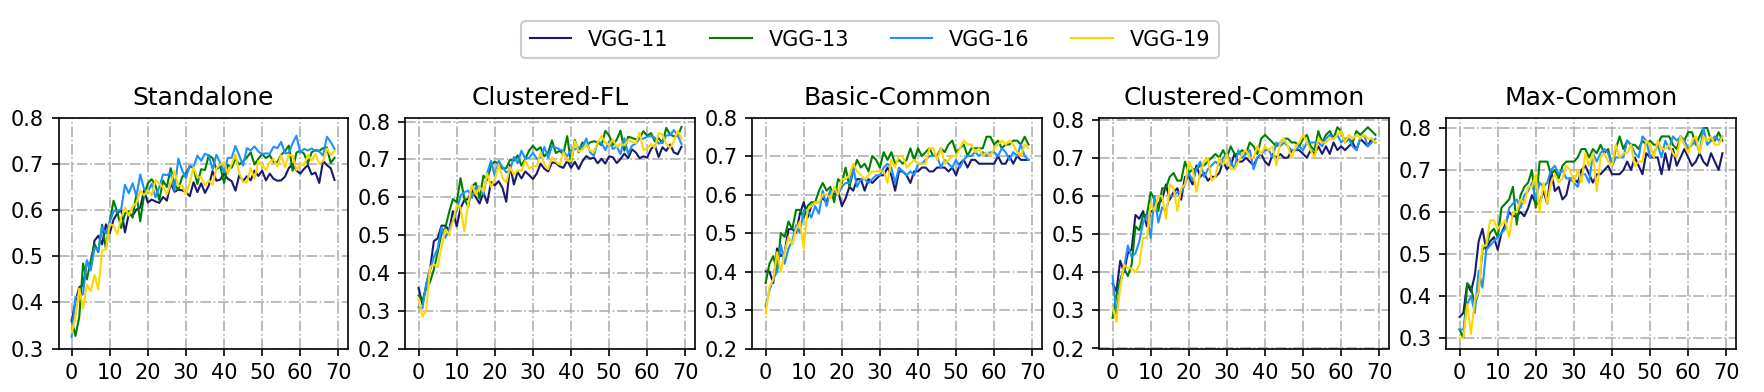 VGG-11 VGG-13 VGG-16 VGG-19
Standalone Clustered-FL Basic-Common Clustered-Common Max-Common
0.8 0.8 0.8 0.8 0.8
0.7 0.7 0.7 0.7 0.7
0.6 0.6 0.6 0.6 0.6
0.5 0.5 0.5 0.5 0.5
0.4 0.4 0.4 0.4 0.4
0.3 0.3 0.3 0.3 0.3
0.2 0.2 0.2
0 10 20 30 40 50 60 70 0 10 20 30 40 50 60 70 0 10 20 30 40 50 60 70 0 10 20 30 40 50 60 70 0 10 20 30 40 50 60 70